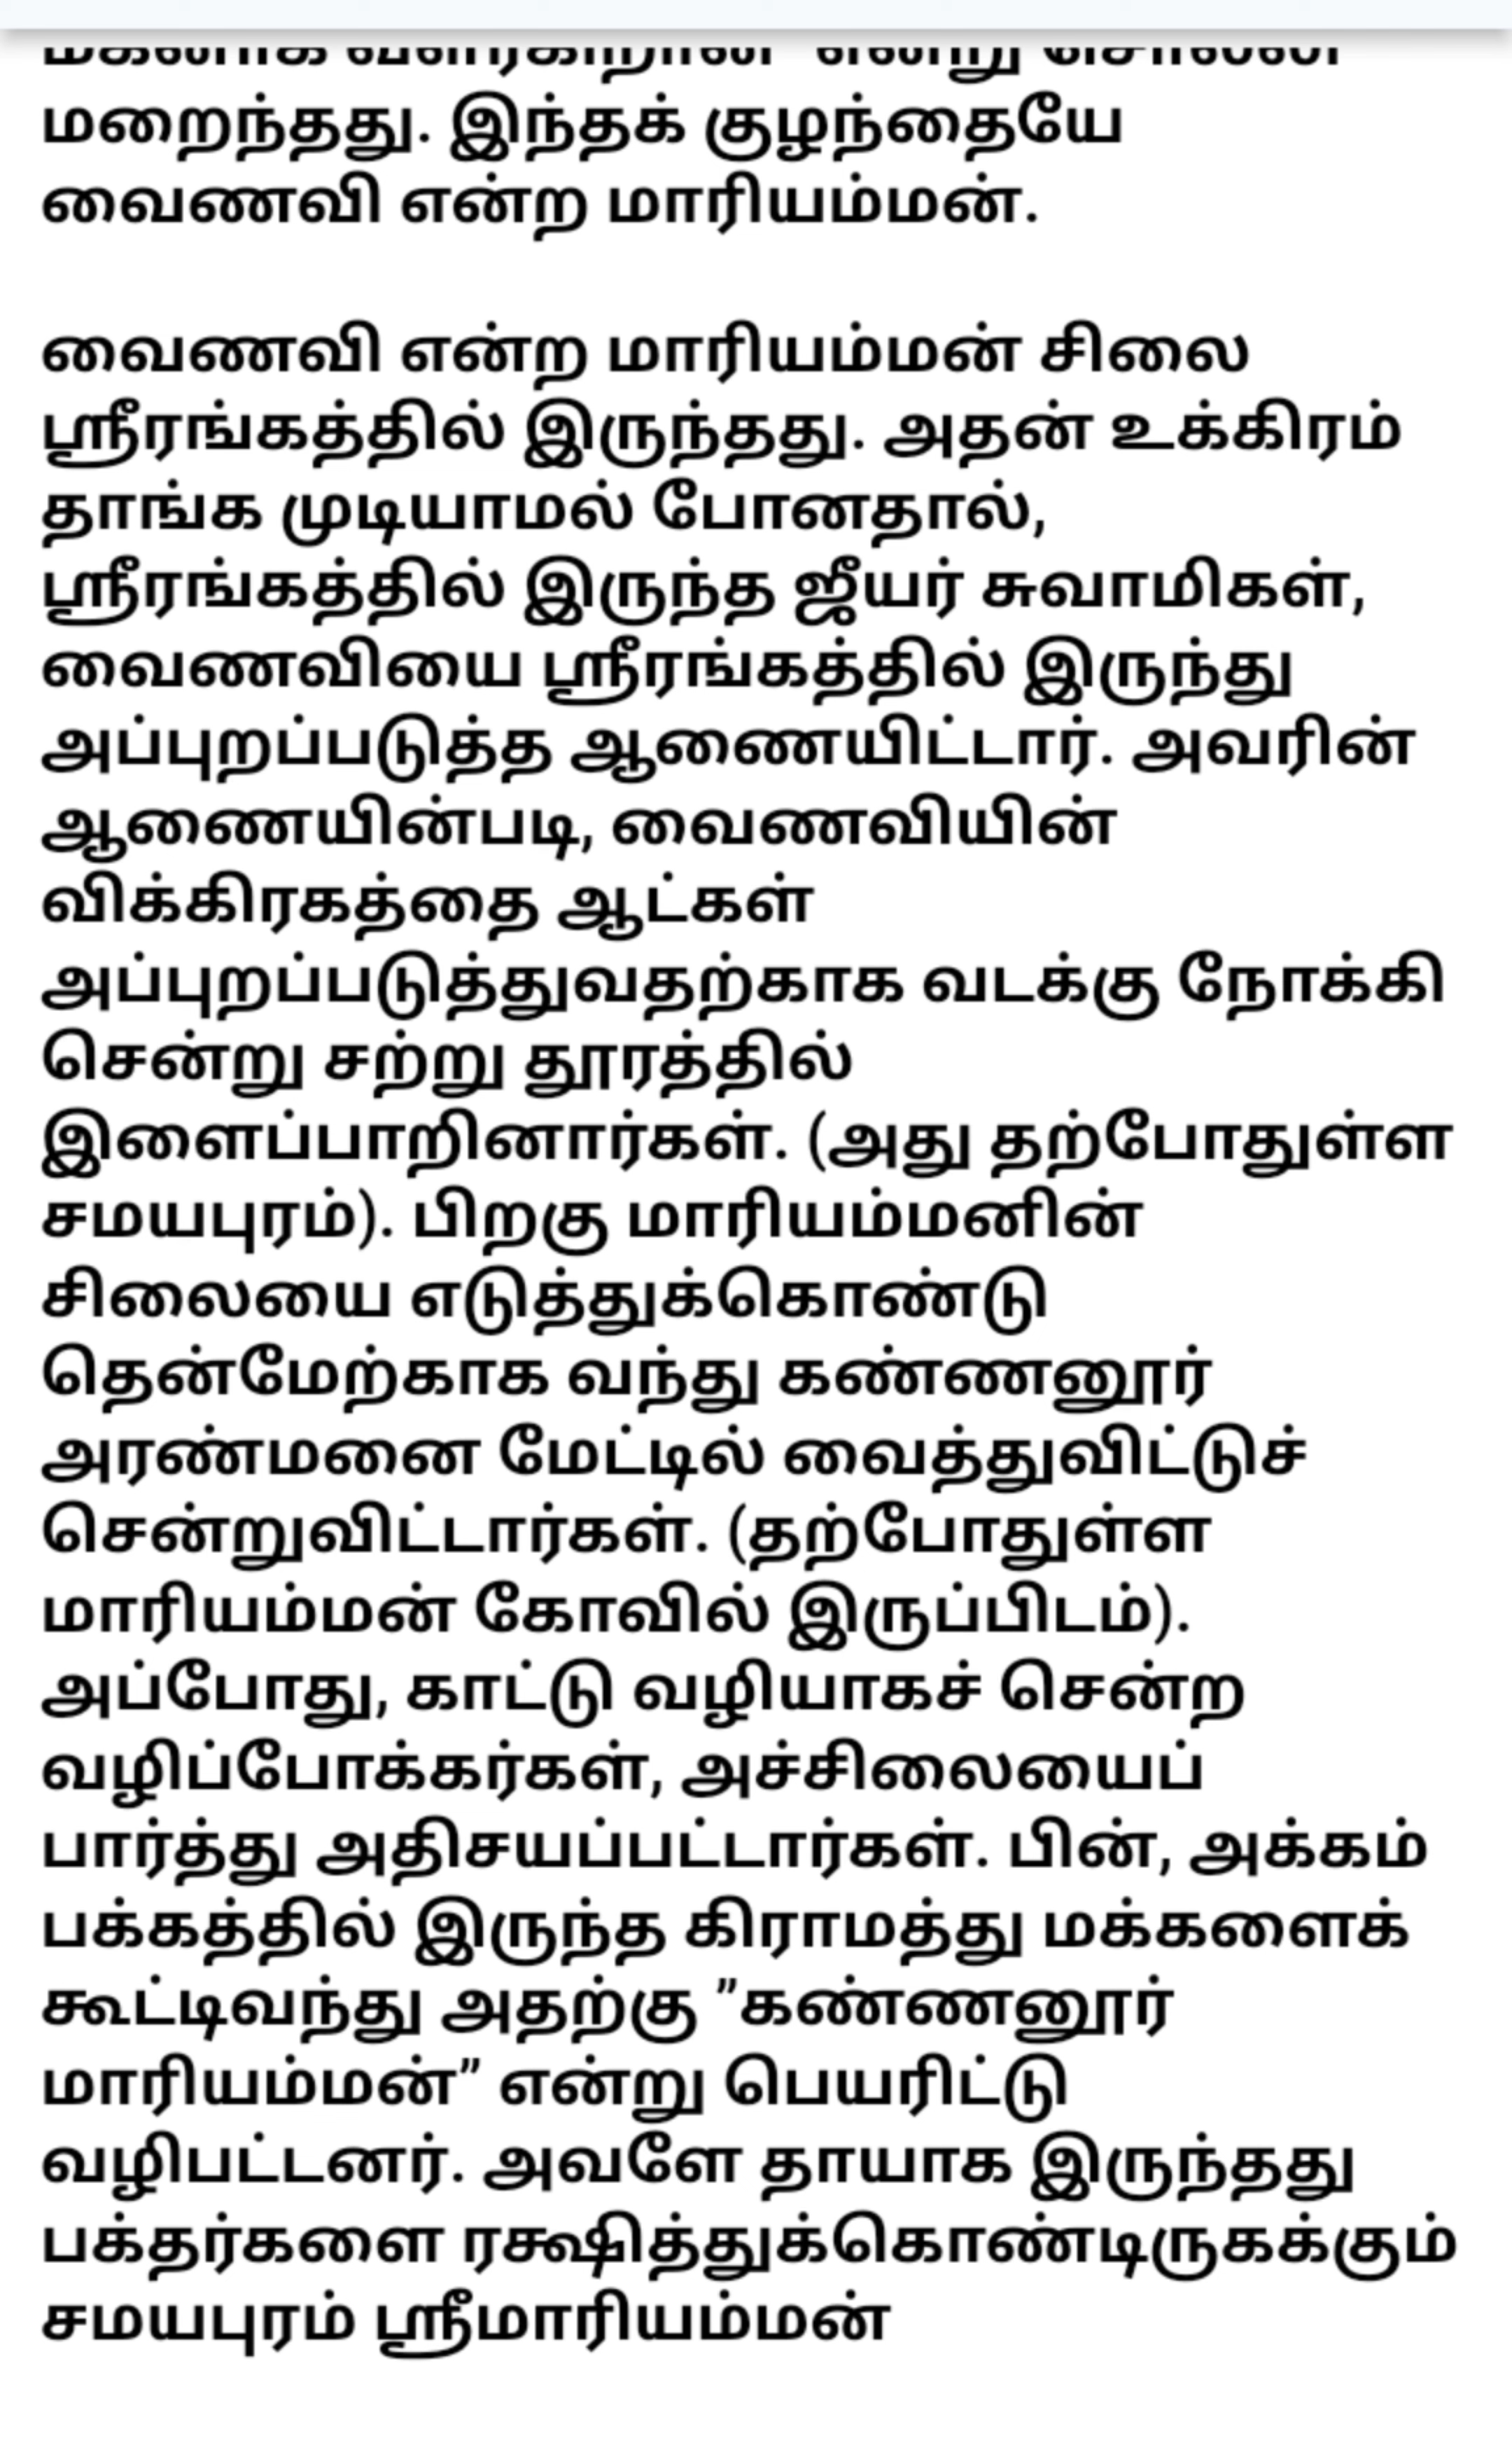 மறைந்தது. இந்தக் குழந்தையே
வைணவி என்ற மாரியம்மன்.
வைணவி என்ற மாரியம்மன் சிலை
ஸ்ரீரங்கத்தில் இருந்தது. அதன் உக்கிரம்
தாங்க முடியாமல் போனதால்,
ஸ்ரீரங்கத்தில் இருந்த ஜீயர் சுவாமிகள்,
வைணவியை ஸ்ரீரங்கத்தில் இருந்து
அப்புறப்படுத்த ஆணையிட்டார். அவரின்
ஆணையின்படி, வைணவியின்
விக்கிரகத்தை ஆட்கள்
அப்புறப்படுத்துவதற்காக வடக்கு நோக்கி
சென்று சற்று தூரத்தில்
இளைப்பாறினார்கள். (அது தற்போதுள்ள
சமயபுரம்). பிறகு மாரியம்மனின்
சிலையை எடுத்துக்கொண்டு
தென்மேற்காக வந்து கண்ணனூர்
அரண்மனை மேட்டில் வைத்துவிட்டுச்
சென்றுவிட்டார்கள். (தற்போதுள்ள
மாரியம்மன் கோவில் இருப்பிடம்).
அப்போது, காட்டு வழியாகச் சென்ற
வழிப்போக்கர்கள், அச்சிலையைப்
பார்த்து அதிசயப்பட்டார்கள். பின், அக்கம்
பக்கத்தில் இருந்த கிராமத்து மக்களைக்
கூட்டிவந்து அதற்கு ”கண்ணனூர்
மாரியம்மன்” என்று பெயரிட்டு
வழிபட்டனர். அவளே தாயாக இருந்தது
பக்தர்களை ரக்ஷித்துக்கொண்டிருகக்கும்
சமயபுரம் ஸ்ரீமாரியம்மன்